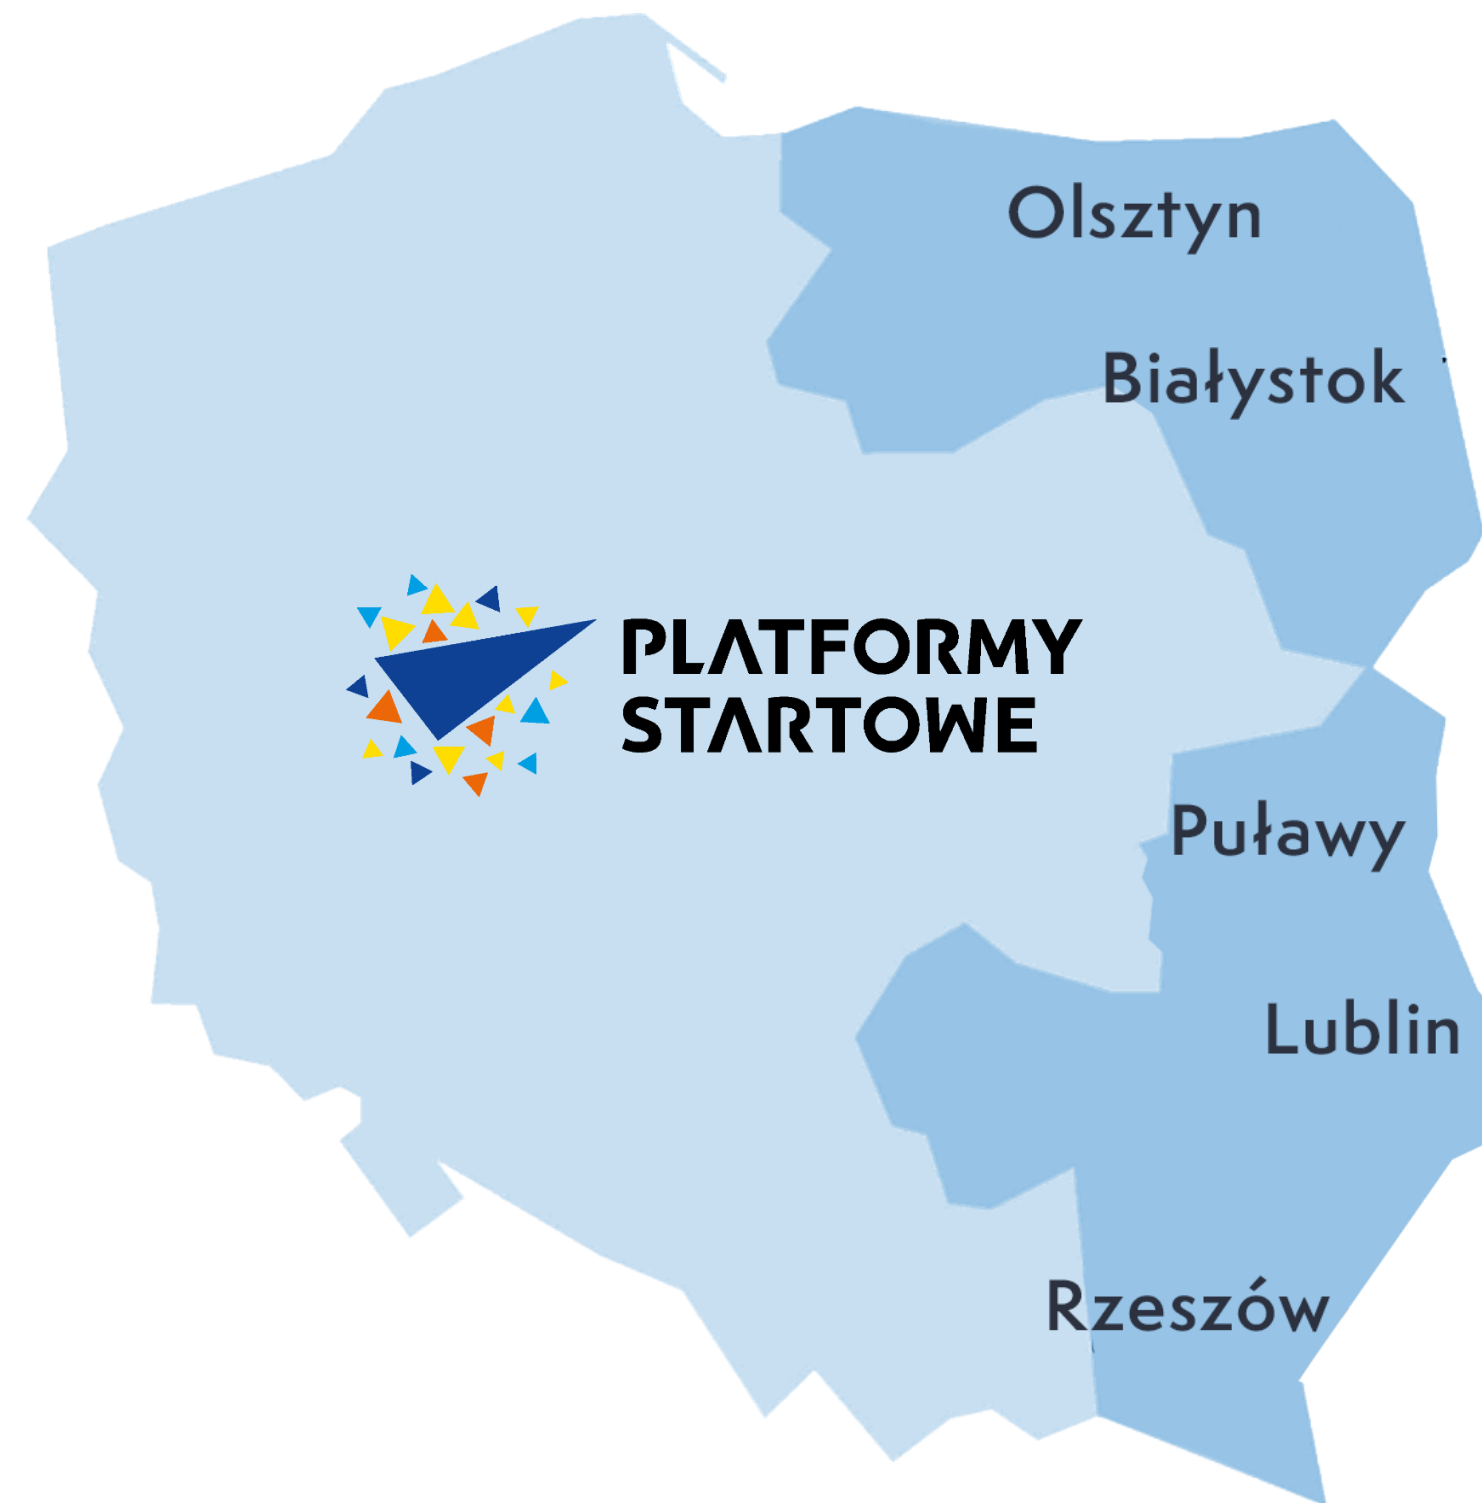 Olsztyn
Białystok
PLATFORMY
STARTOWE
Puławy
Lublin
Rzeszów